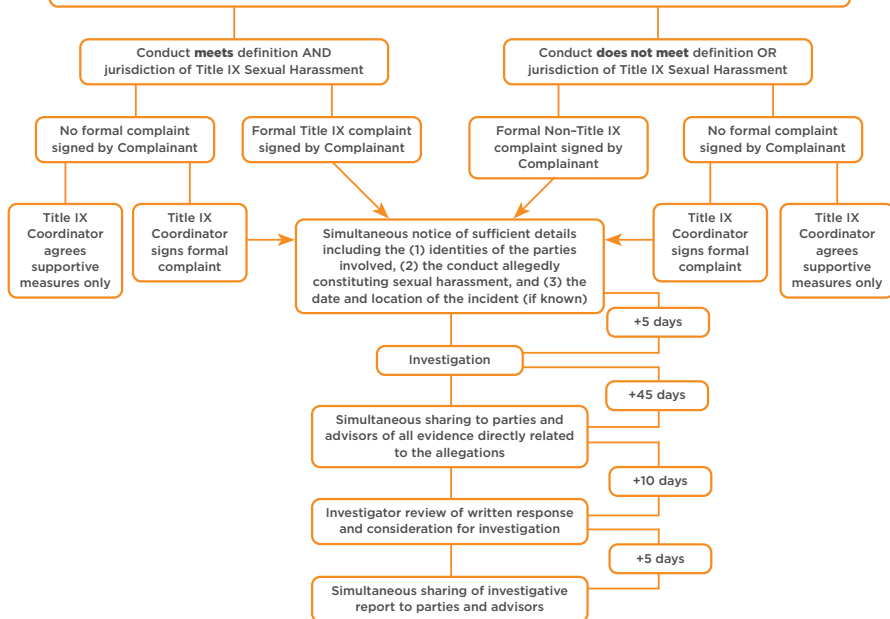 Conduct meets definition AND
jurisdiction of Title IX Sexual Harassment
Conduct does not meet definition OR
jurisdiction of Title IX Sexual Harassment
No formal complaint
signed by Complainant
Formal Title IX complaint
signed by Complainant
Formal Non–Title IX
complaint signed by
Complainant
No formal complaint
signed by Complainant
Title IX
Coordinator
agrees
supportive
measures only
Title IX
Coordinator
signs formal
complaint
Simultaneous notice of sufficient details
including the (1) identities of the parties
involved, (2) the conduct allegedly
constituting sexual harassment, and (3) the
date and location of the incident (if known)
Title IX
Coordinator
signs formal
complaint
Title IX
Coordinator
agrees
supportive
measures only
+5 days
Investigation
+45 days
Simultaneous sharing to parties and
advisors of all evidence directly related
to the allegations
+10 days
Investigator review of written response
and consideration for investigation
+5 days
Simultaneous sharing of investigative
report to parties and advisors